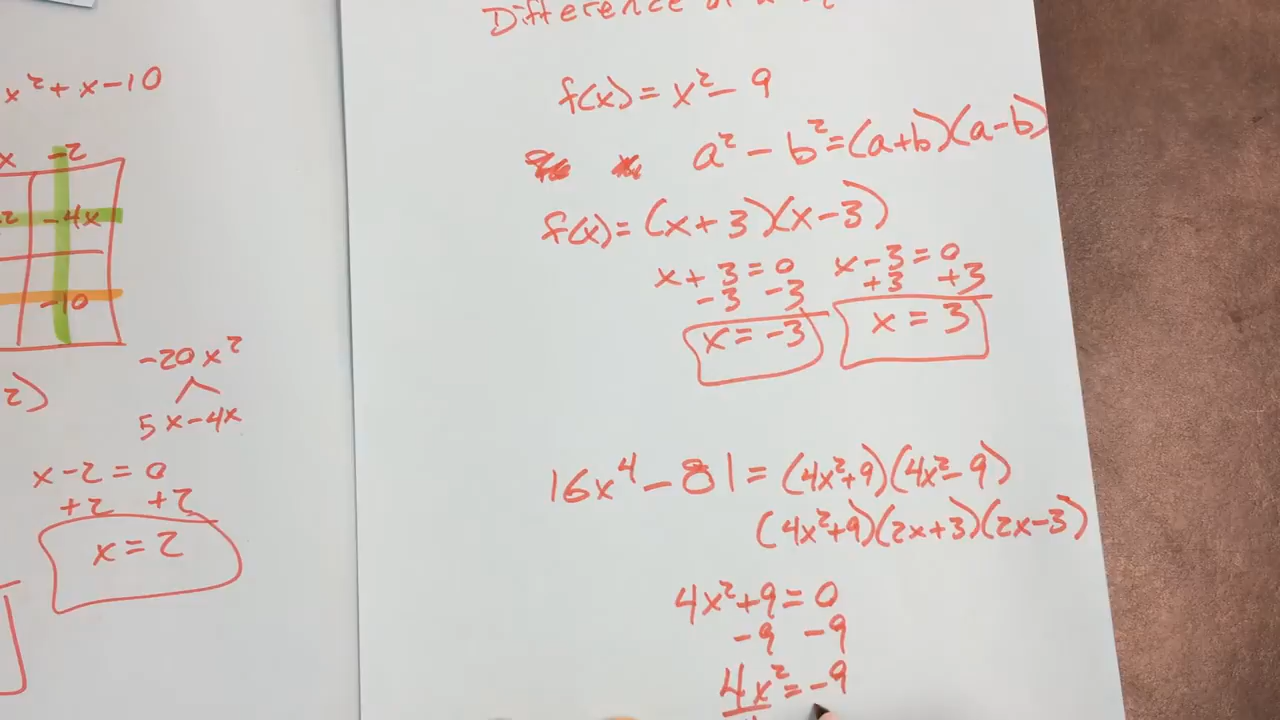 x² + x - 10
x -2
-4x
-10
-20x²
5x -4x
2)
x - 2 = 0
+2 +2
x = 2
Difference
f(x) = x² - 9
a² - b² = (a+b)(a-b)
f(x) = (x+3)(x-3)
x + 3 = 0 x - 3 = 0
-3 -3 +3 +3
x = -3 x = 3
16x⁴ - 81 = (4x²+9)(4x²-9)
(4x²+9)(2x+3)(2x-3)
4x² + 9 = 0
-9 -9
4x² = -9